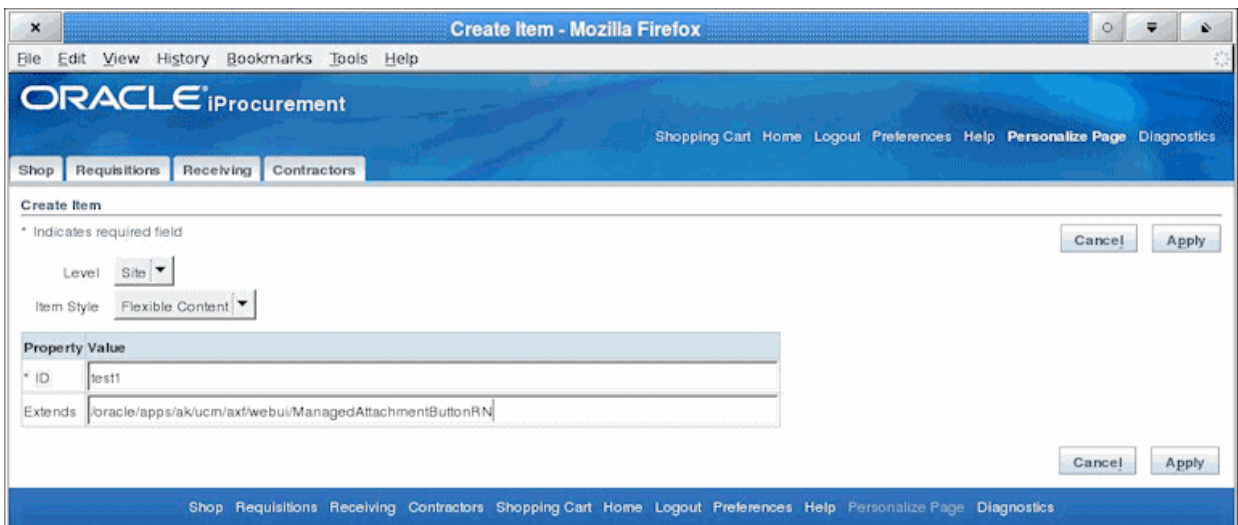 Create Item - Mozilla Firefox
File Edit View History Bookmarks Tools Help
ORACLE iProcurement
Shopping Cart Home Logout Preferences Help Personalize Page Diagnostics
Shop Requisitions Receiving Contractors
Create Item
* Indicates required field
Cancel Apply
Level Site
Item Style Flexible Content
Property Value
* ID test1
Extends /oracle/apps/ak/ucm/axf/webui/ManagedAttachmentButtonRN
Cancel Apply
Shop Requisitions Receiving Contractors Shopping Cart Home Logout Preferences Help Personalize Page Diagnostics